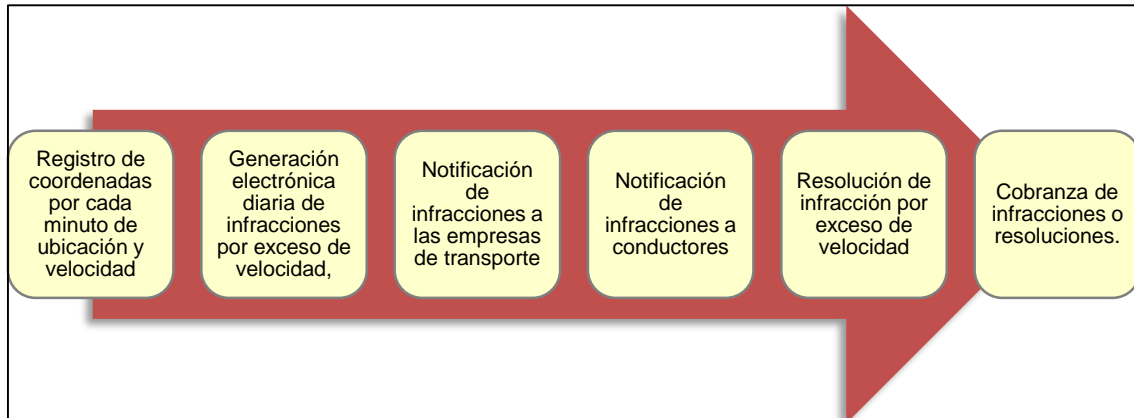 Registro de
coordenadas
por cada
minuto de
ubicación y
velocidad
Generación
electrónica
diaria de
infracciones
por exceso de
velocidad,
Notificación
de
infracciones a
las empresas
de transporte
Notificación
de
infracciones a
conductores
Resolución de
infracción por
exceso de
velocidad
Cobranza de
infracciones o
resoluciones.